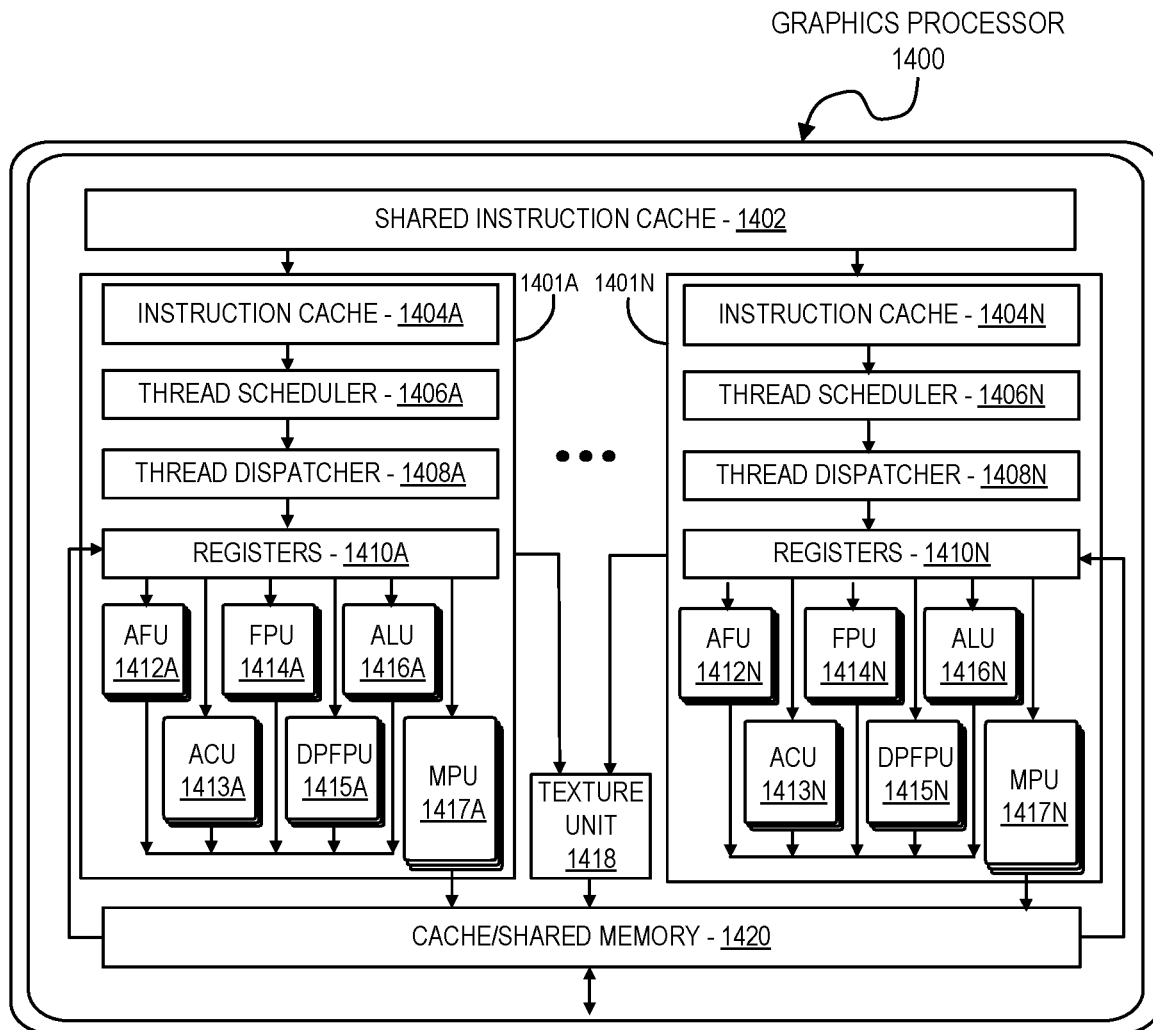 GRAPHICS PROCESSOR
1400
SHARED INSTRUCTION CACHE - 1402
1401A
1401N
INSTRUCTION CACHE - 1404A
THREAD SCHEDULER - 1406A
THREAD DISPATCHER - 1408A
REGISTERS - 1410A
AFU
1412A
FPU
1414A
ALU
1416A
ACU
1413A
DPFPU
1415A
MPU
1417A
TEXTURE
UNIT
1418
INSTRUCTION CACHE - 1404N
THREAD SCHEDULER - 1406N
THREAD DISPATCHER - 1408N
REGISTERS - 1410N
AFU
1412N
FPU
1414N
ALU
1416N
ACU
1413N
DPFPU
1415N
MPU
1417N
CACHE/SHARED MEMORY - 1420